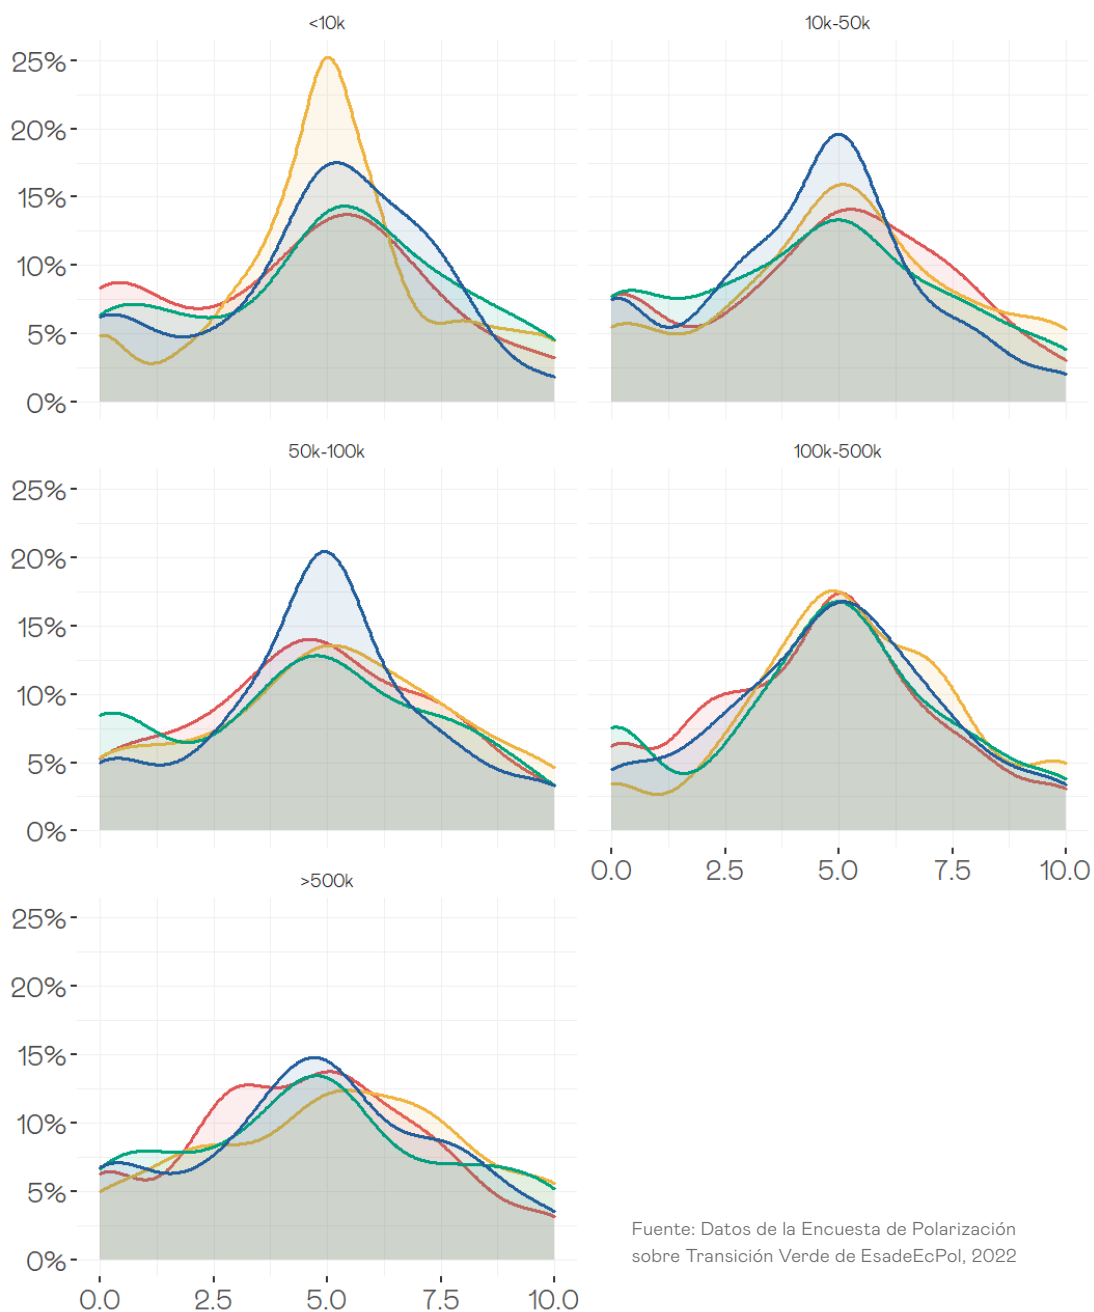 <10k
10k-50k
25%
20%
15%
10%
5%
0%
50k-100k
100k-500k
25%
20%
15%
10%
5%
0%
0.0 2.5 5.0 7.5 10.0
>500k
25%
20%
15%
10%
5%
0%
0.0 2.5 5.0 7.5 10.0
Fuente: Datos de la Encuesta de Polarización
sobre Transición Verde de EsadeEcPol, 2022